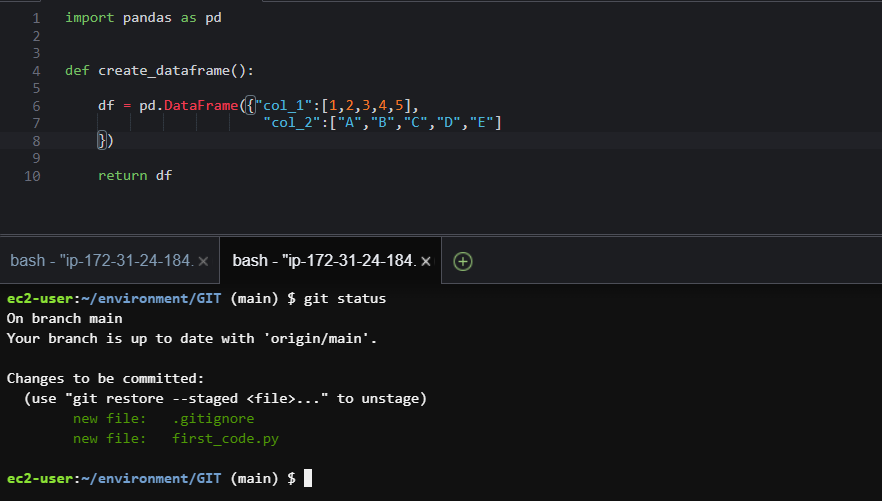 1 import pandas as pd
2
3
4 def create_dataframe():
5
6     df = pd.DataFrame({"col_1":[1,2,3,4,5],
7                         "col_2":["A","B","C","D","E"]
8     })
9
10     return df
bash - "ip-172-31-24-184. × bash - "ip-172-31-24-184. ×
ec2-user:~/environment/GIT (main) $ git status
On branch main
Your branch is up to date with 'origin/main'.
Changes to be committed:
  (use "git restore --staged <file>..." to unstage)
        new file:   .gitignore
        new file:   first_code.py
ec2-user:~/environment/GIT (main) $